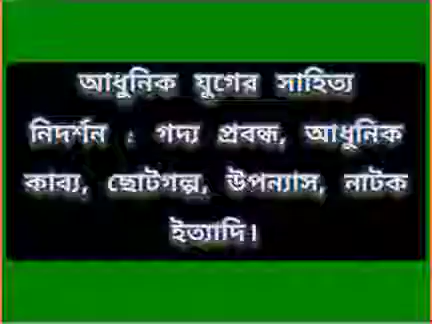 আধুনিক যুগের সাহিত্য
নিদর্শন : গদ্য প্রবন্ধ, আধুনিক
কাব্য, ছোটগল্প, উপন্যাস, নাটক
ইত্যাদি।